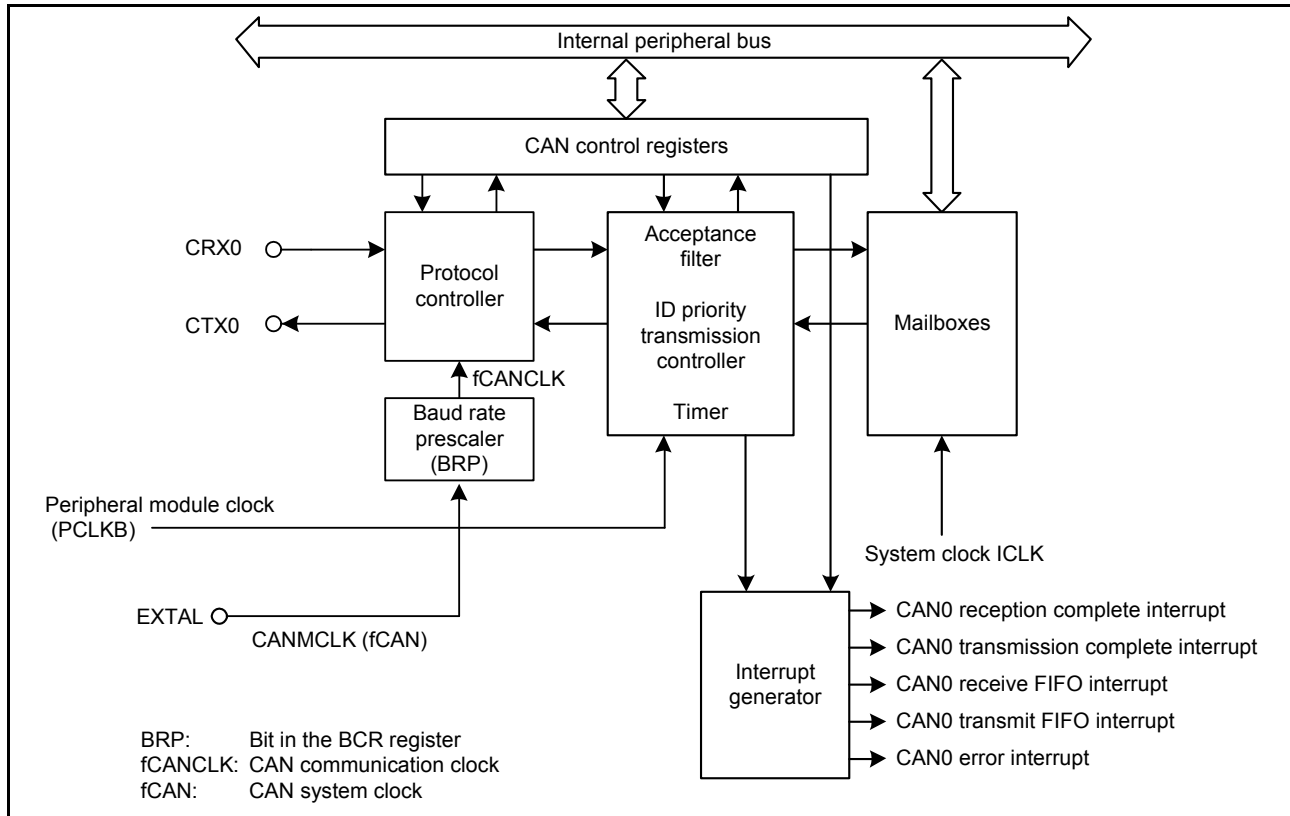 Internal peripheral bus
CAN control registers
CRX0
CTX0
Protocol
controller
Acceptance
filter
ID priority
transmission
controller
Timer
Mailboxes
fCANCLK
Baud rate
prescaler
(BRP)
Peripheral module clock
(PCLKB)
System clock ICLK
EXTAL
CANMCLK (fCAN)
Interrupt
generator
CAN0 reception complete interrupt
CAN0 transmission complete interrupt
CAN0 receive FIFO interrupt
CAN0 transmit FIFO interrupt
CAN0 error interrupt
BRP: Bit in the BCR register
fCANCLK: CAN communication clock
fCAN: CAN system clock